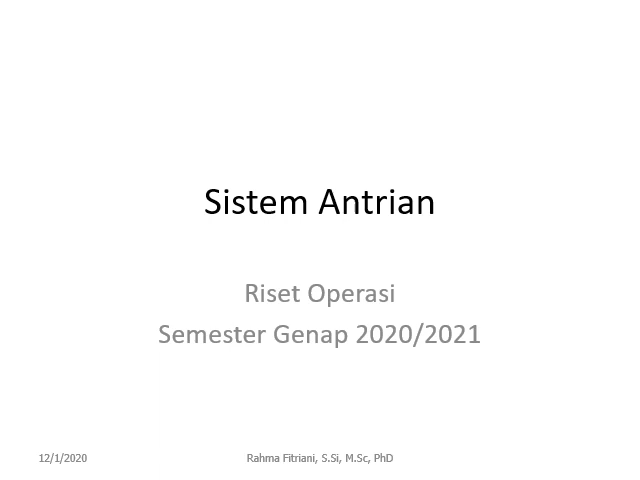 Sistem Antrian
Riset Operasi
Semester Genap 2020/2021
12/1/2020
Rahma Fitriani, S.Si, M.Sc, PhD